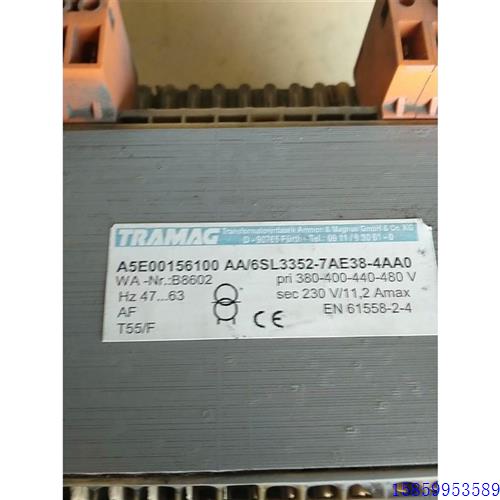 TRAMAG Transformatorenfabrik Ammon & Magnus GmbH & Co. KG
D - 90765 Fürth - Tel.: 09 11 / 9 30 61 - 0
A5E00156100 AA/6SL3352-7AE38-4AA0
WA -Nr.:B8602 pri 380-400-440-480 V
Hz 47...63 sec 230 V/11,2 Amax
AF EN 61558-2-4
T55/F CE
15859953589